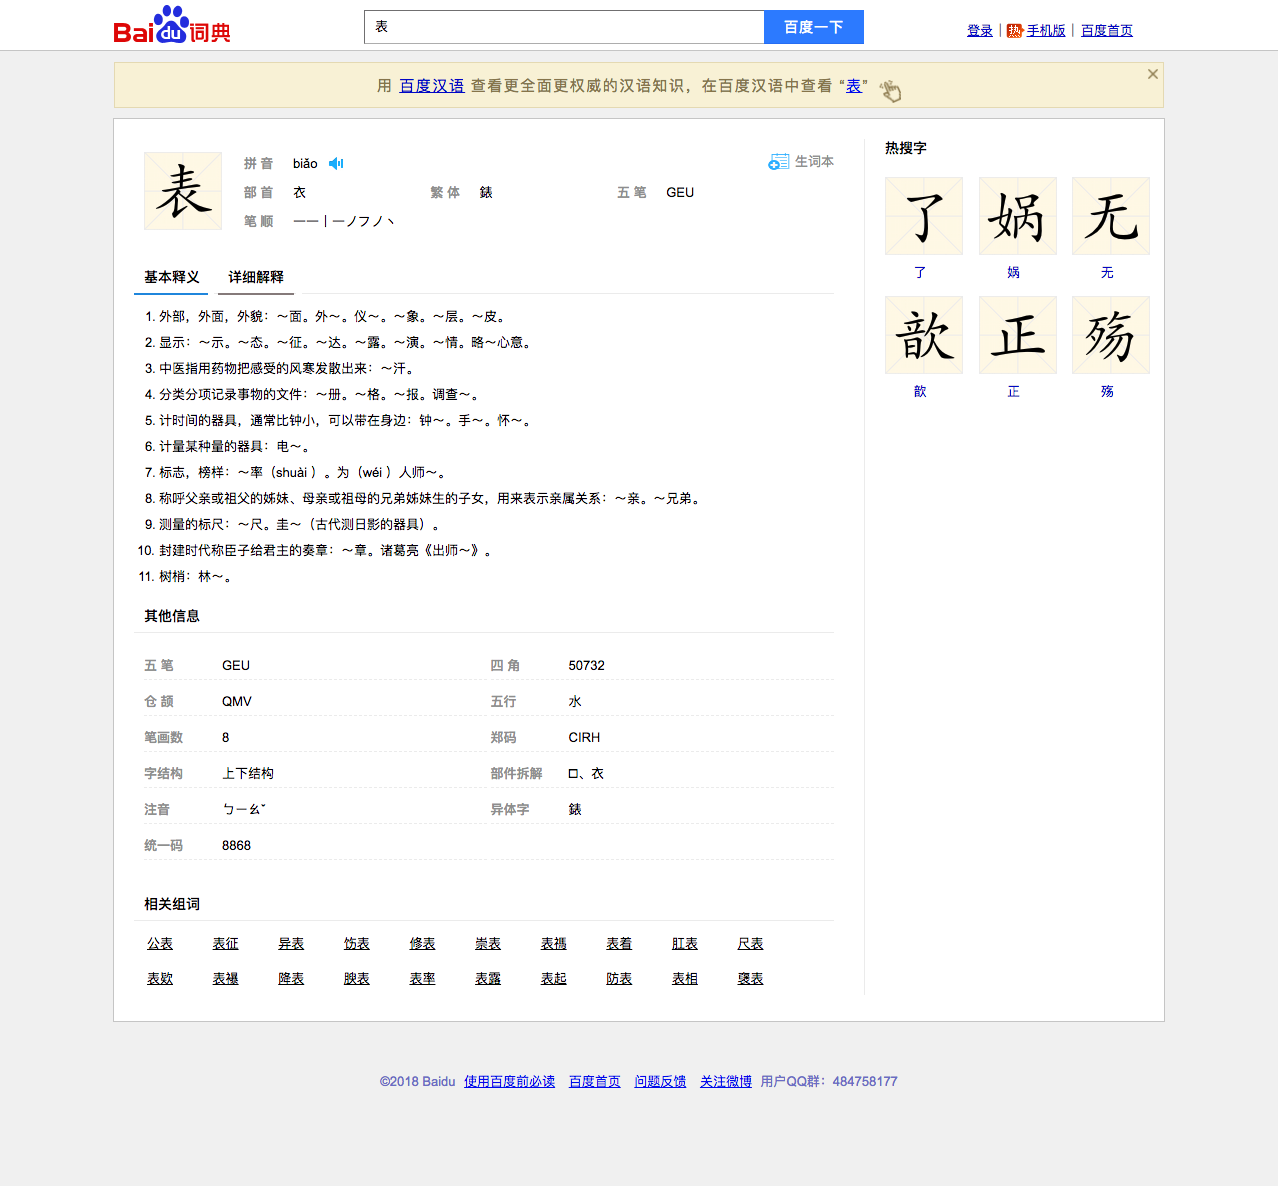 Bai du 词典
表
百度一下
登录 | 热 手机版 | 百度首页
用 百度汉语 查看更全面更权威的汉语知识，在百度汉语中查看 “表”
表
拼 音 biǎo
生词本
部 首 衣 繁 体 錶 五 笔 GEU
笔 顺 一一丨一ノフノ丶
基本释义 详细解释
1. 外部，外面，外貌：～面。外～。仪～。～象。～层。～皮。
2. 显示：～示。～态。～征。～达。～露。～演。～情。略～心意。
3. 中医指用药物把感受的风寒发散出来：～汗。
4. 分类分项记录事物的文件：～册。～格。～报。调查～。
5. 计时间的器具，通常比钟小，可以带在身边：钟～。手～。怀～。
6. 计量某种量的器具：电～。
7. 标志，榜样：～率（shuài ）。为（wéi ）人师～。
8. 称呼父亲或祖父的姊妹、母亲或祖母的兄弟姊妹生的子女，用来表示亲属关系：～亲。～兄弟。
9. 测量的标尺：～尺。圭～（古代测日影的器具）。
10. 封建时代称臣子给君主的奏章：～章。诸葛亮《出师～》。
11. 树梢：林～。
其他信息
五 笔 GEU 四 角 50732
仓 颉 QMV 五行 水
笔画数 8 郑码 CIRH
字结构 上下结构 部件拆解 口、衣
注音 ㄅㄧㄠˇ 异体字 錶
统一码 8868
相关组词
公表 表征 异表 饬表 修表 崇表 表禡 表着 肛表 尺表
表欵 表襮 降表 腴表 表率 表露 表起 防表 表相 襃表
热搜字
了 娲 无
了 娲 无
歆 正 殇
歆 正 殇
©2018 Baidu 使用百度前必读 百度首页 问题反馈 关注微博 用户QQ群：484758177